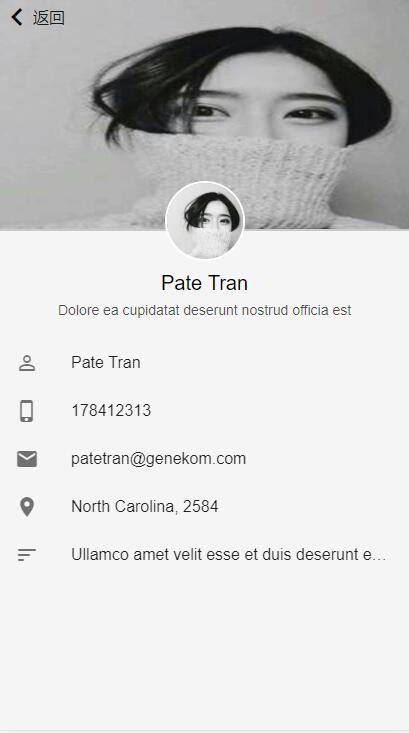 返回
Pate Tran
Dolore ea cupidatat deserunt nostrud officia est
Pate Tran
178412313
patetran@genekom.com
North Carolina, 2584
Ullamco amet velit esse et duis deserunt e...